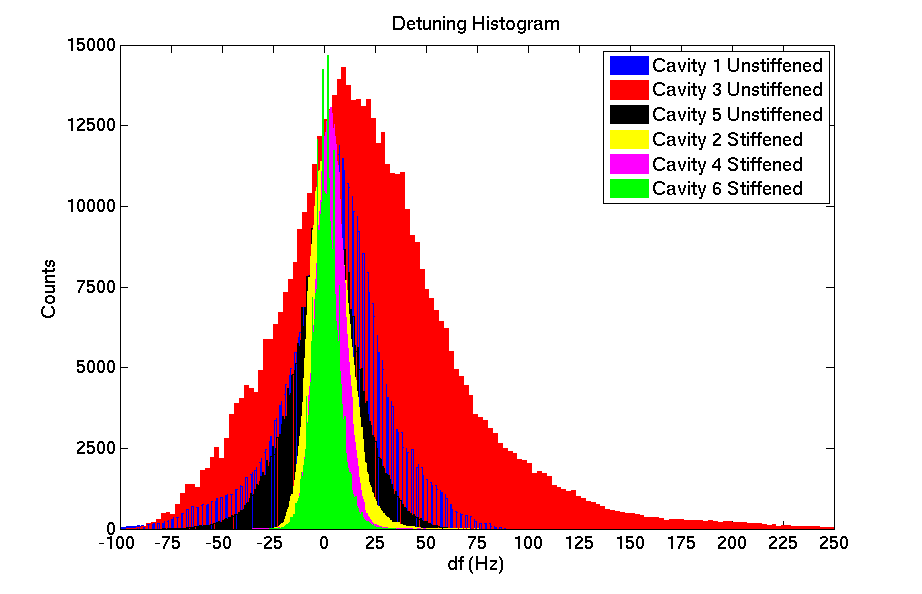 Detuning Histogram
15000
12500
10000
7500
5000
2500
0
Counts
-100 -75 -50 -25 0 25 50 75 100 125 150 175 200 225 250
df (Hz)
Cavity 1 Unstiffened
Cavity 3 Unstiffened
Cavity 5 Unstiffened
Cavity 2 Stiffened
Cavity 4 Stiffened
Cavity 6 Stiffened